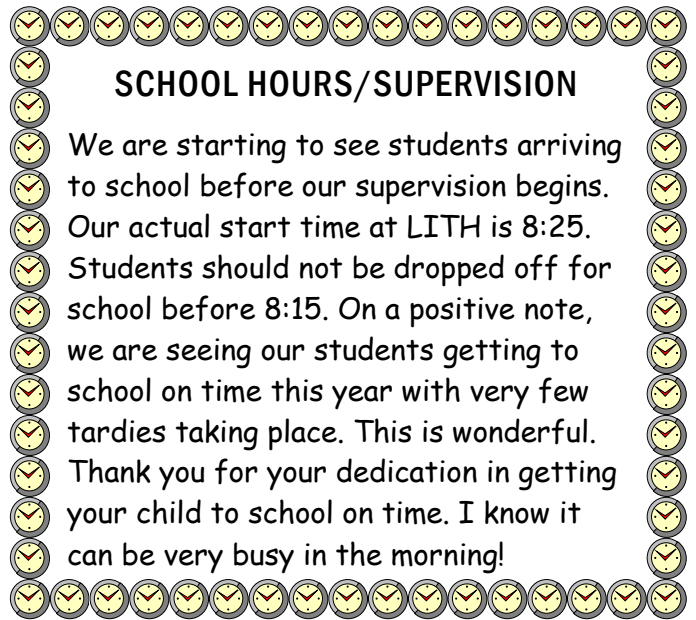 SCHOOL HOURS/SUPERVISION
We are starting to see students arriving
to school before our supervision begins.
Our actual start time at LITH is 8:25.
Students should not be dropped off for
school before 8:15. On a positive note,
we are seeing our students getting to
school on time this year with very few
tardies taking place. This is wonderful.
Thank you for your dedication in getting
your child to school on time. I know it
can be very busy in the morning!